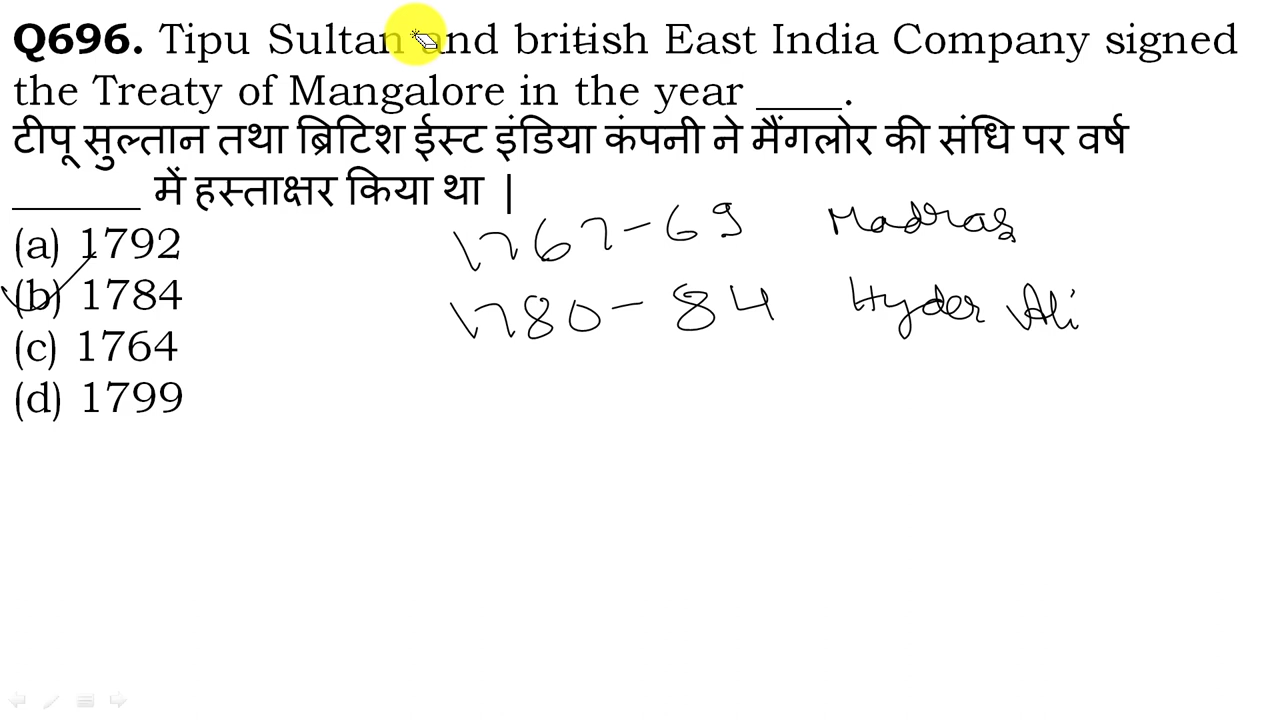 Q696. Tipu Sultan and british East India Company signed
the Treaty of Mangalore in the year ____.
टीपू सुल्तान तथा ब्रिटिश ईस्ट इंडिया कंपनी ने मैंगलोर की संधि पर वर्ष
______ में हस्ताक्षर किया था |
(a) 1792
(b) 1784
(c) 1764
(d) 1799
1767-69 Madras
1780-84 Hyder Ali